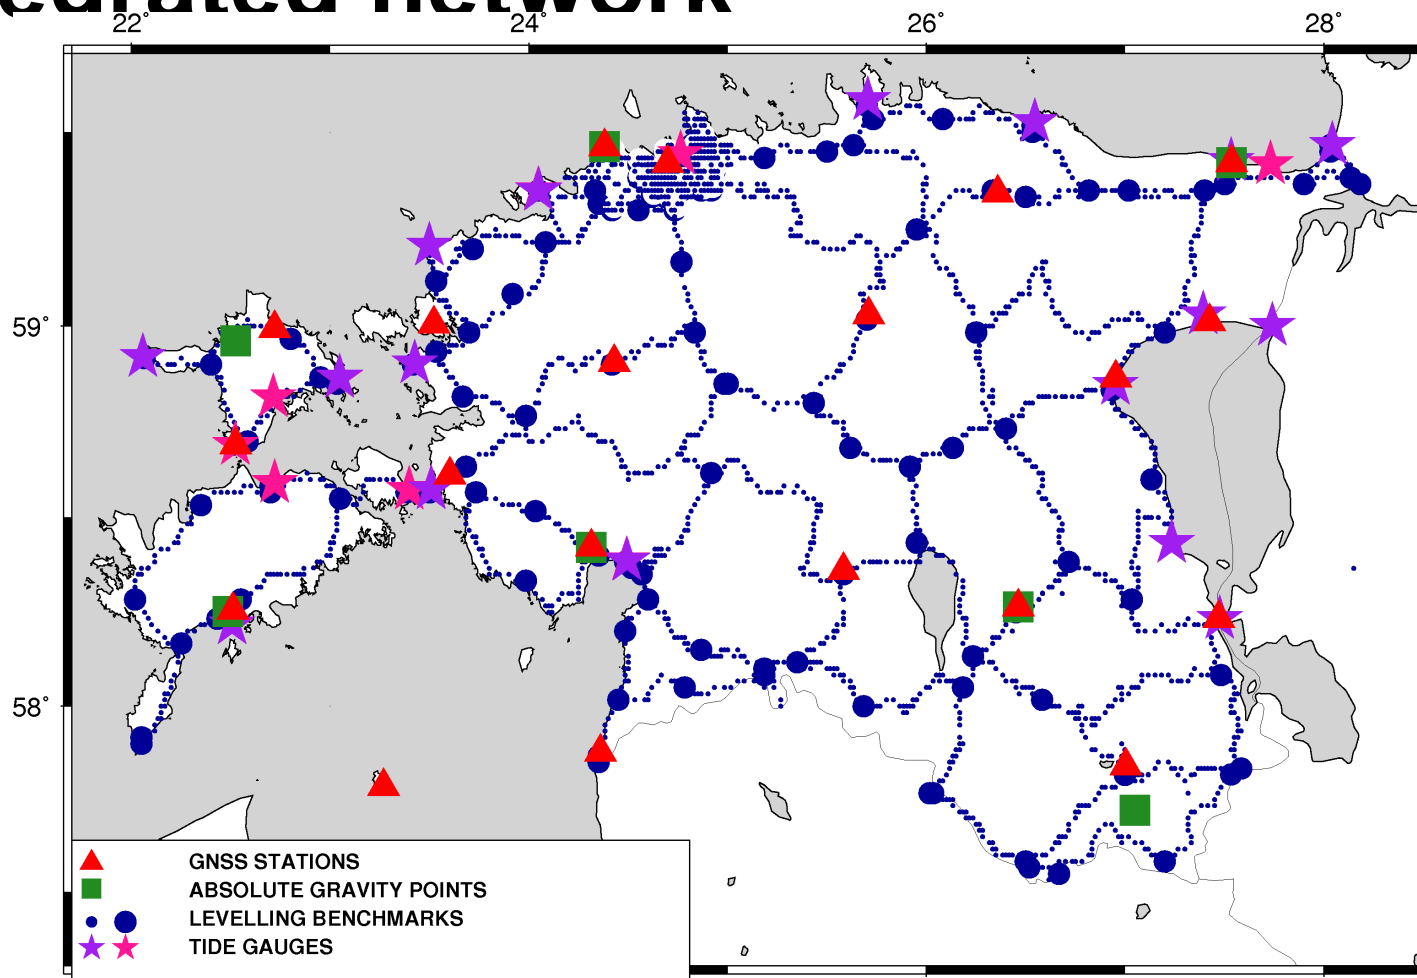 22° 24° 26° 28°
59°
58°
GNSS STATIONS
ABSOLUTE GRAVITY POINTS
LEVELLING BENCHMARKS
TIDE GAUGES